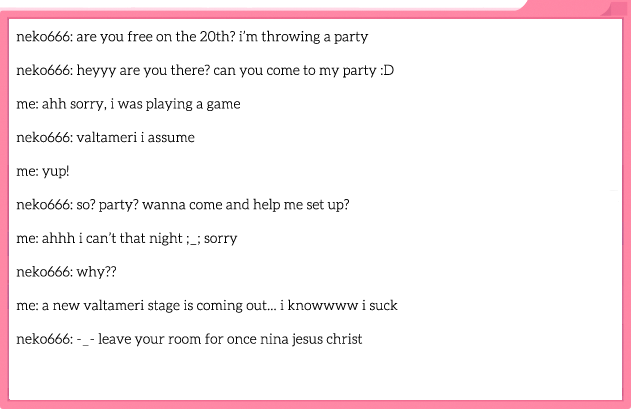 neko666: are you free on the 20th? i'm throwing a party
neko666: heyyy are you there? can you come to my party :D
me: ahh sorry, i was playing a game
neko666: valtameri i assume
me: yup!
neko666: so? party? wanna come and help me set up?
me: ahhh i can't that night ;_; sorry
neko666: why??
me: a new valtameri stage is coming out... i knowwww i suck
neko666: -_- leave your room for once nina jesus christ